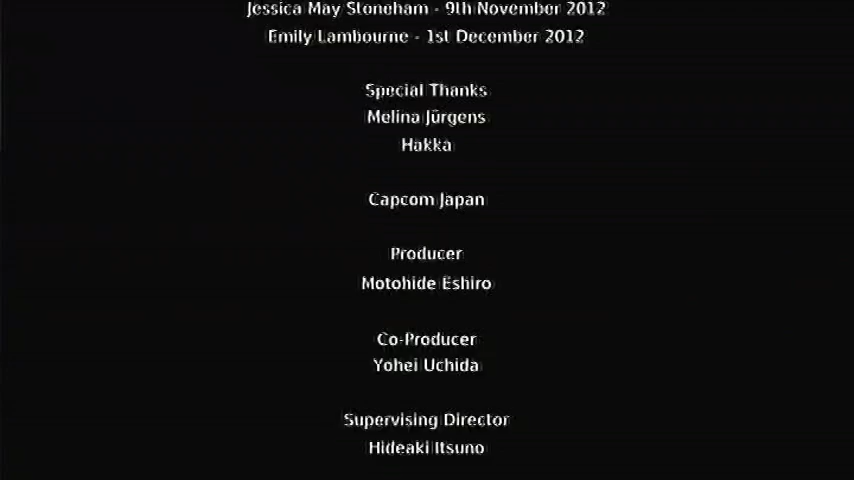 Jessica May Stoneham - 9th November 2012
Emily Lambourne - 1st December 2012
Special Thanks
Melina Jürgens
Hakka
Capcom Japan
Producer
Motohide Eshiro
Co-Producer
Yohei Uchida
Supervising Director
Hideaki Itsuno